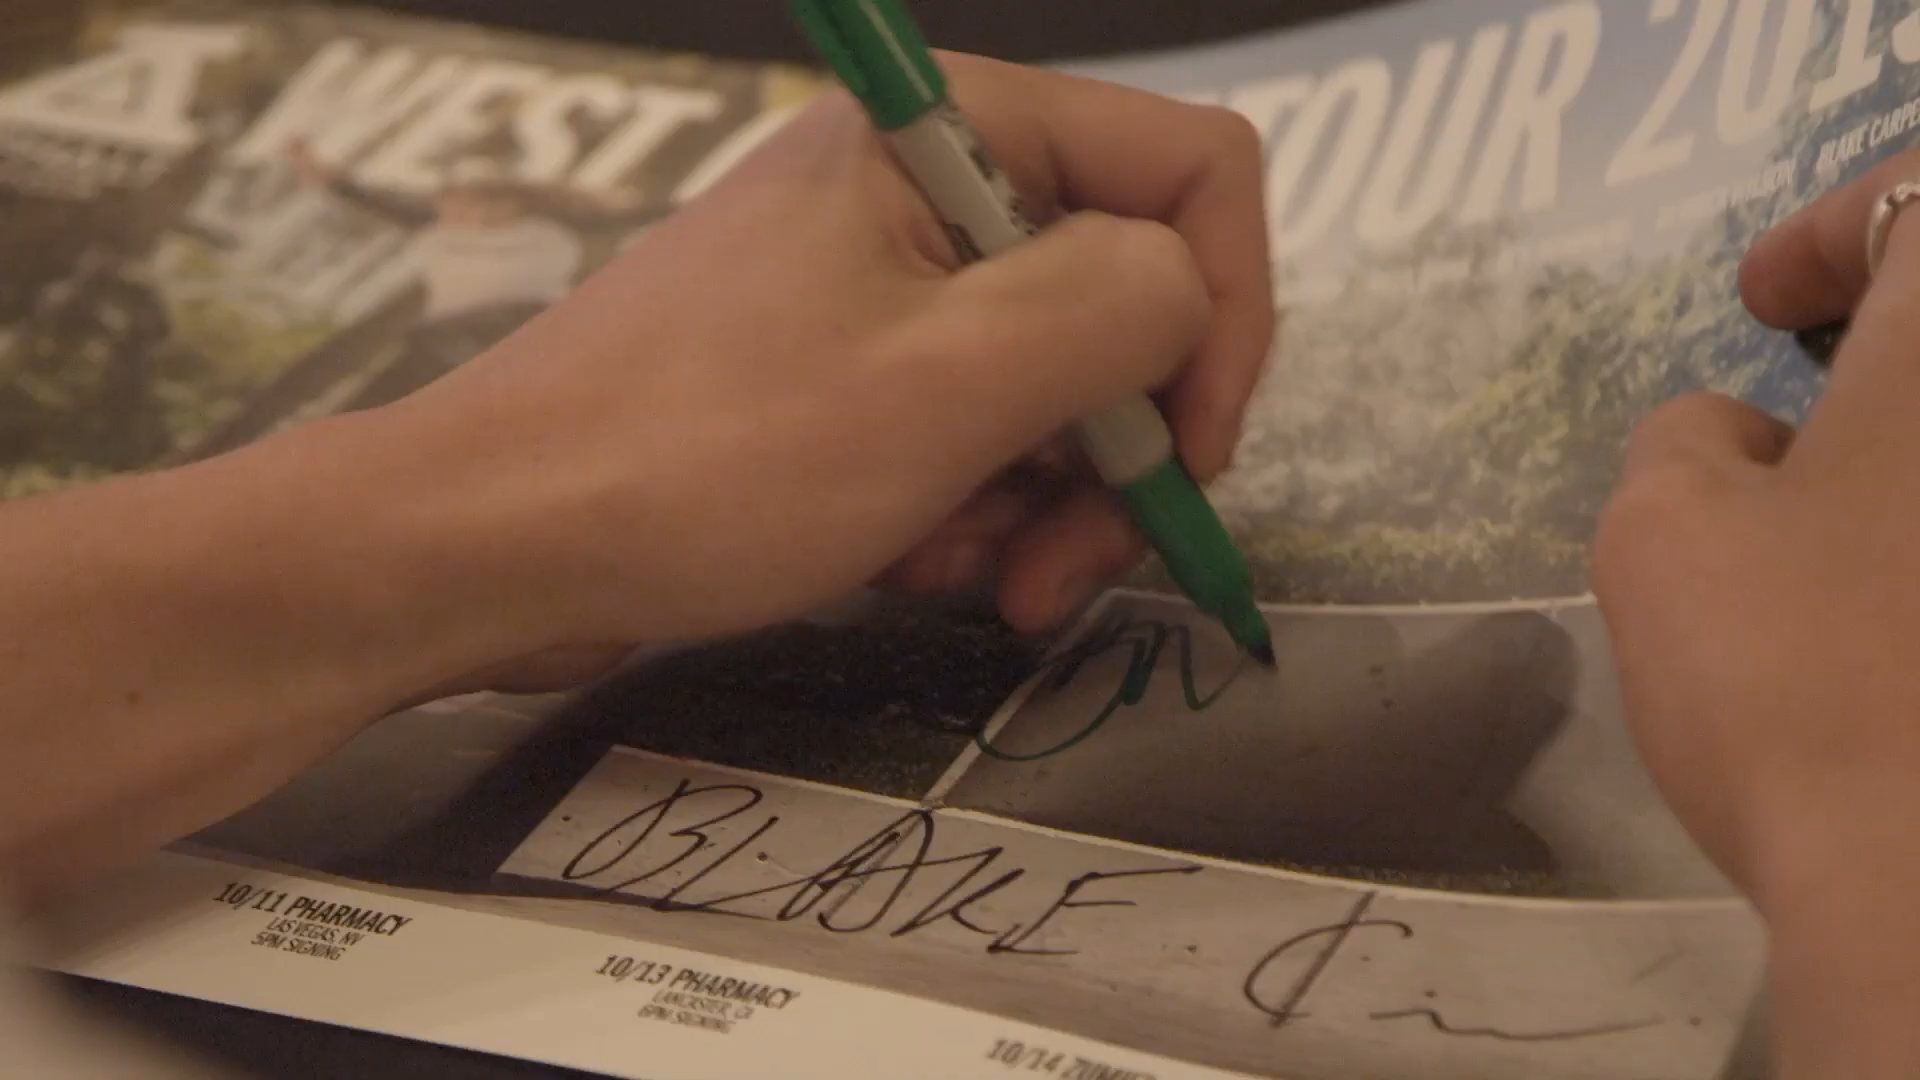 WEST
TOUR 201
BLAKE CARPE
BLAKE C
10/11 PHARMACY
LAS VEGAS, NV
5PM SIGNING
10/13 PHARMACY
LANCASTER, CA
6PM SIGNING
10/14